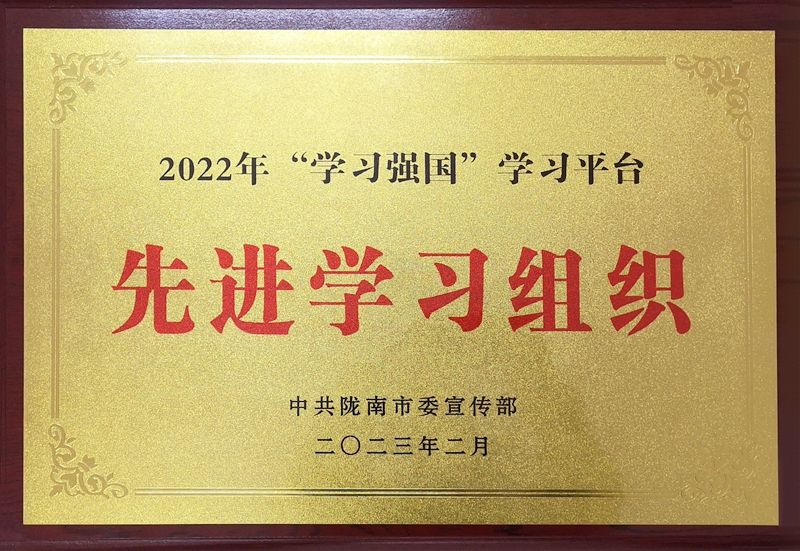 2022年“学习强国”学习平台
先进学习组织
中共陇南市委宣传部
二〇二三年二月